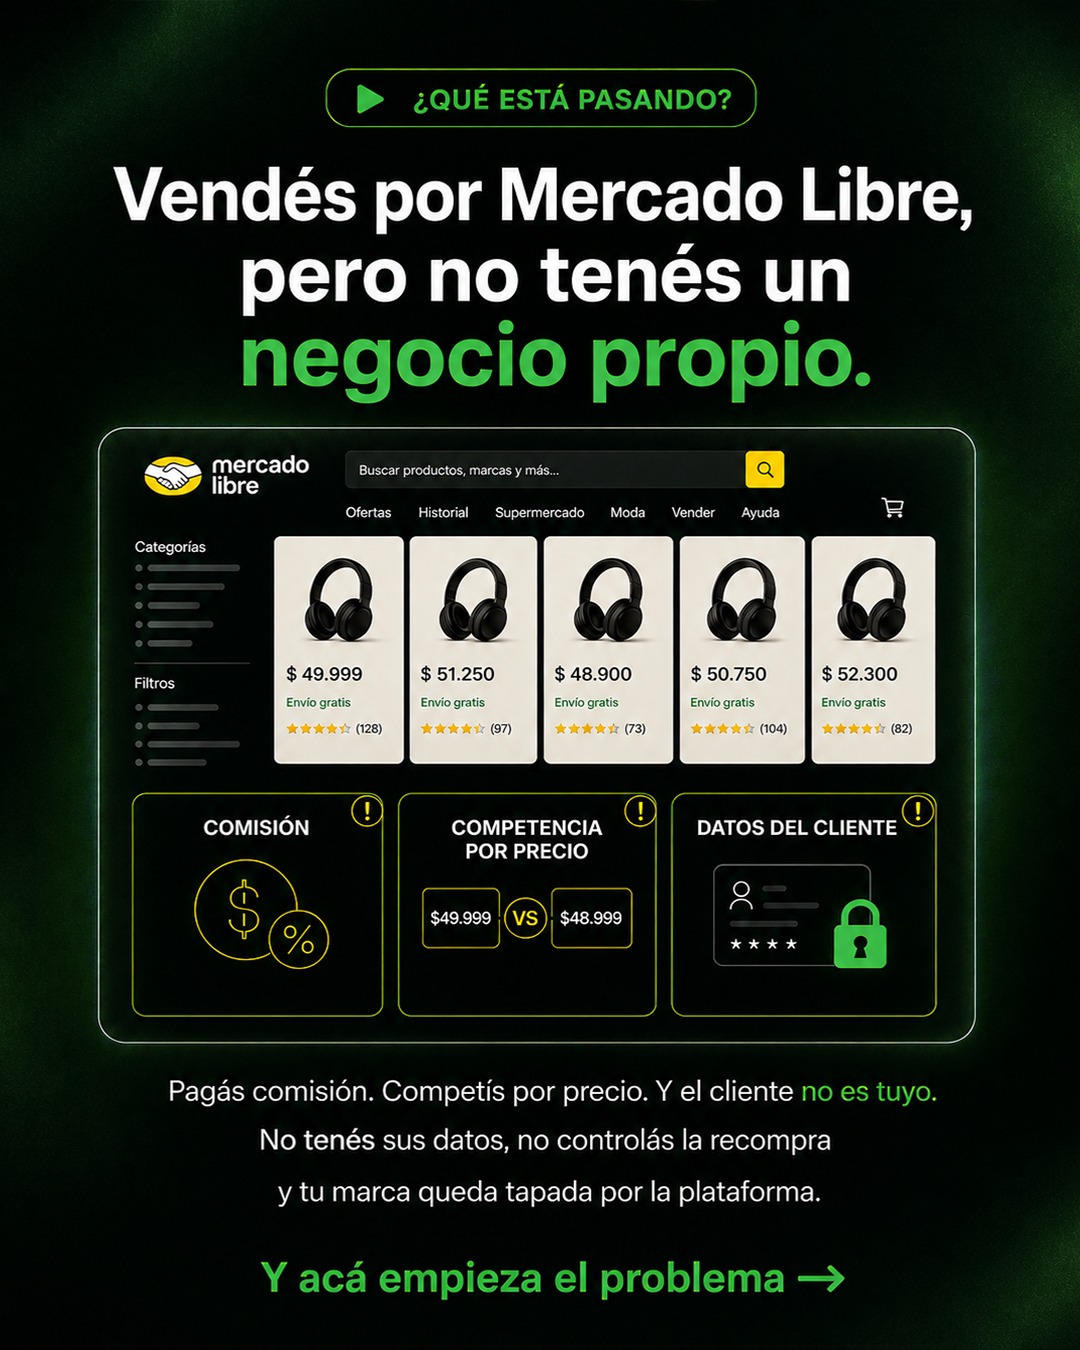 ¿QUÉ ESTÁ PASANDO?
Vendés por Mercado Libre,
pero no tenés un
negocio propio.
mercado
libre
Buscar productos, marcas y más...
Ofertas Historial Supermercado Moda Vender Ayuda
Categorías
Filtros
$ 49.999
Envío gratis
(128)
$ 51.250
Envío gratis
(97)
$ 48.900
Envío gratis
(73)
$ 50.750
Envío gratis
(104)
$ 52.300
Envío gratis
(82)
COMISIÓN
!
$
%
COMPETENCIA
POR PRECIO
!
$49.999 VS $48.999
DATOS DEL CLIENTE
!
* * * *
Pagás comisión. Competís por precio. Y el cliente no es tuyo.
No tenés sus datos, no controlás la recompra
y tu marca queda tapada por la plataforma.
Y acá empieza el problema →